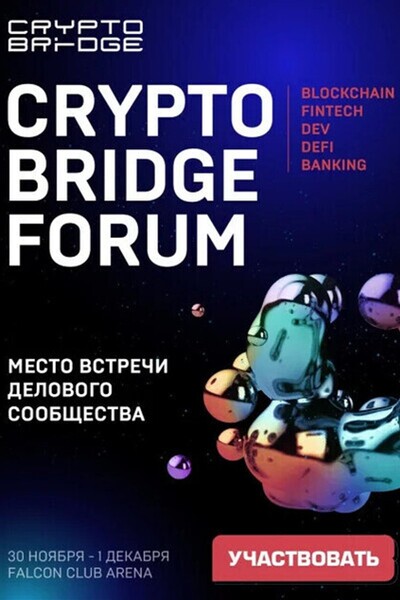 CRYPTO
BRIDGE
CRYPTO
BRIDGE
FORUM
BLOCKCHAIN
FINTECH
DEV
DEFI
BANKING
МЕСТО ВСТРЕЧИ
ДЕЛОВОГО
СООБЩЕСТВА
30 НОЯБРЯ - 1 ДЕКАБРЯ
FALCON CLUB ARENA
УЧАСТВОВАТЬ